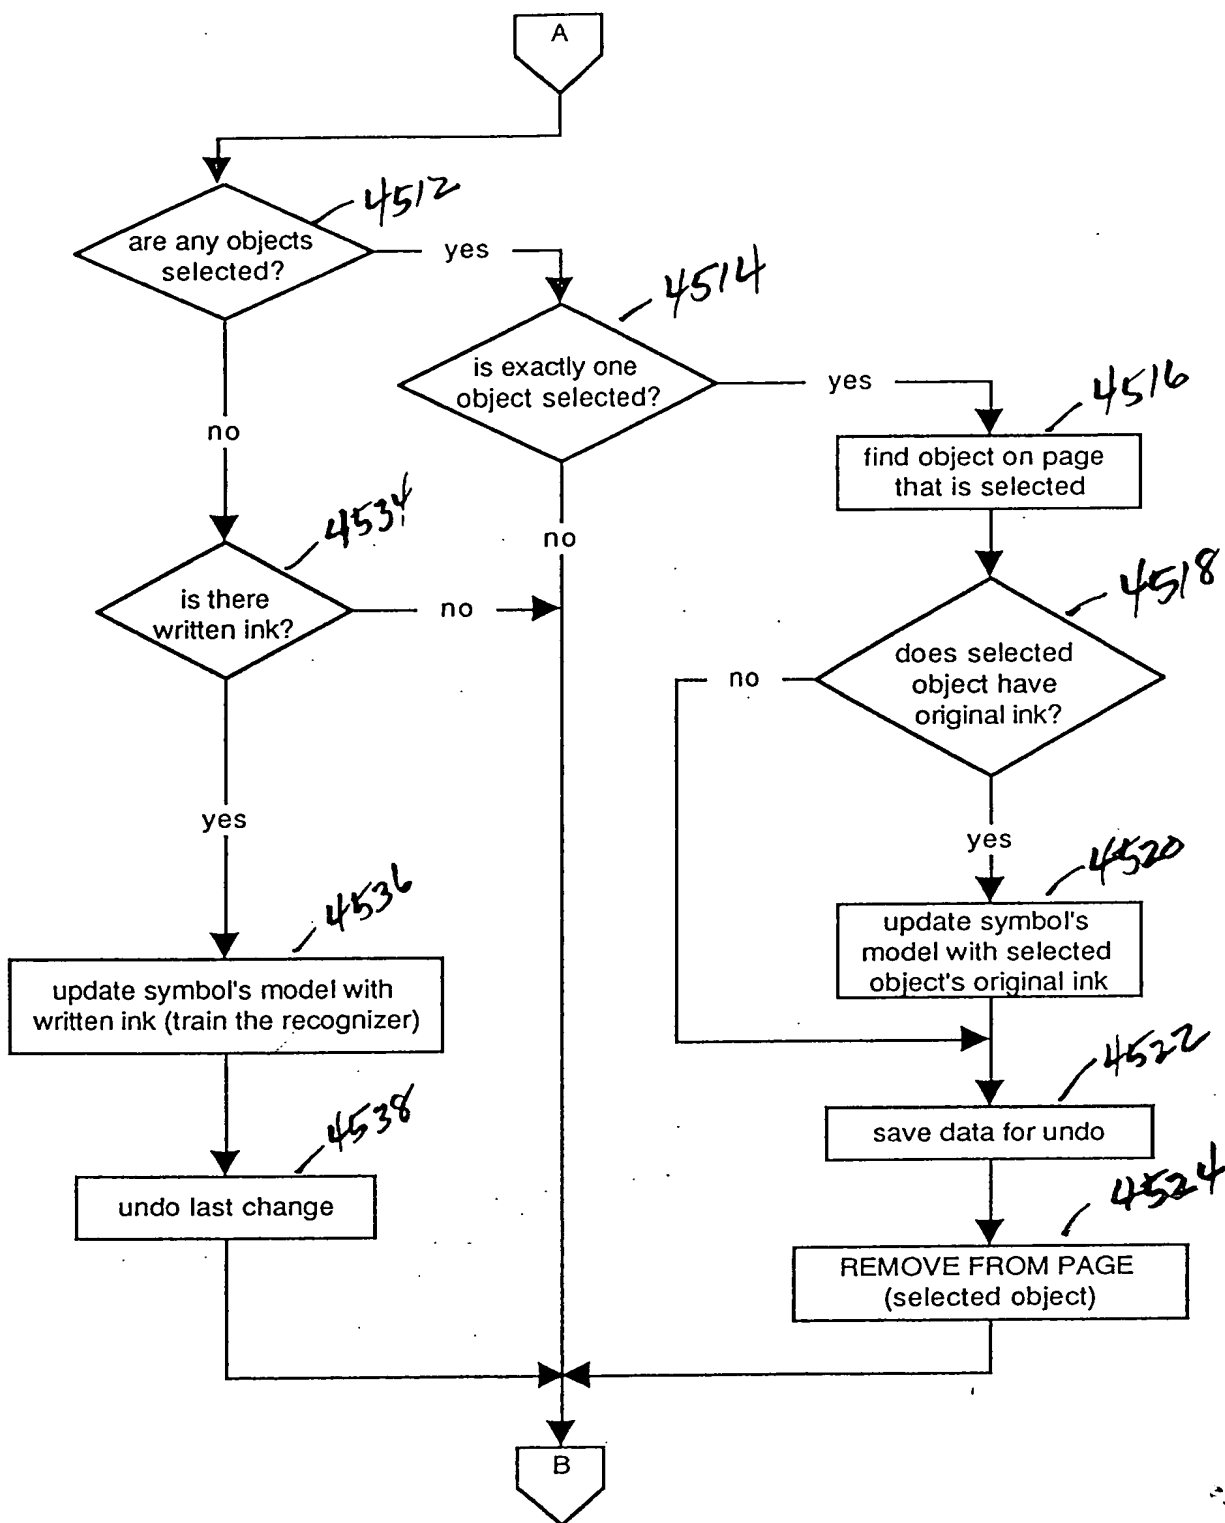 A
4512
are any objects
selected?
yes
4514
is exactly one
object selected?
yes
4516
find object on page
that is selected
no
4534
is there
written ink?
no
no
4518
does selected
object have
original ink?
no
yes
yes
4520
update symbol's
model with selected
object's original ink
4536
update symbol's model with
written ink (train the recognizer)
4522
save data for undo
4538
undo last change
4524
REMOVE FROM PAGE
(selected object)
B